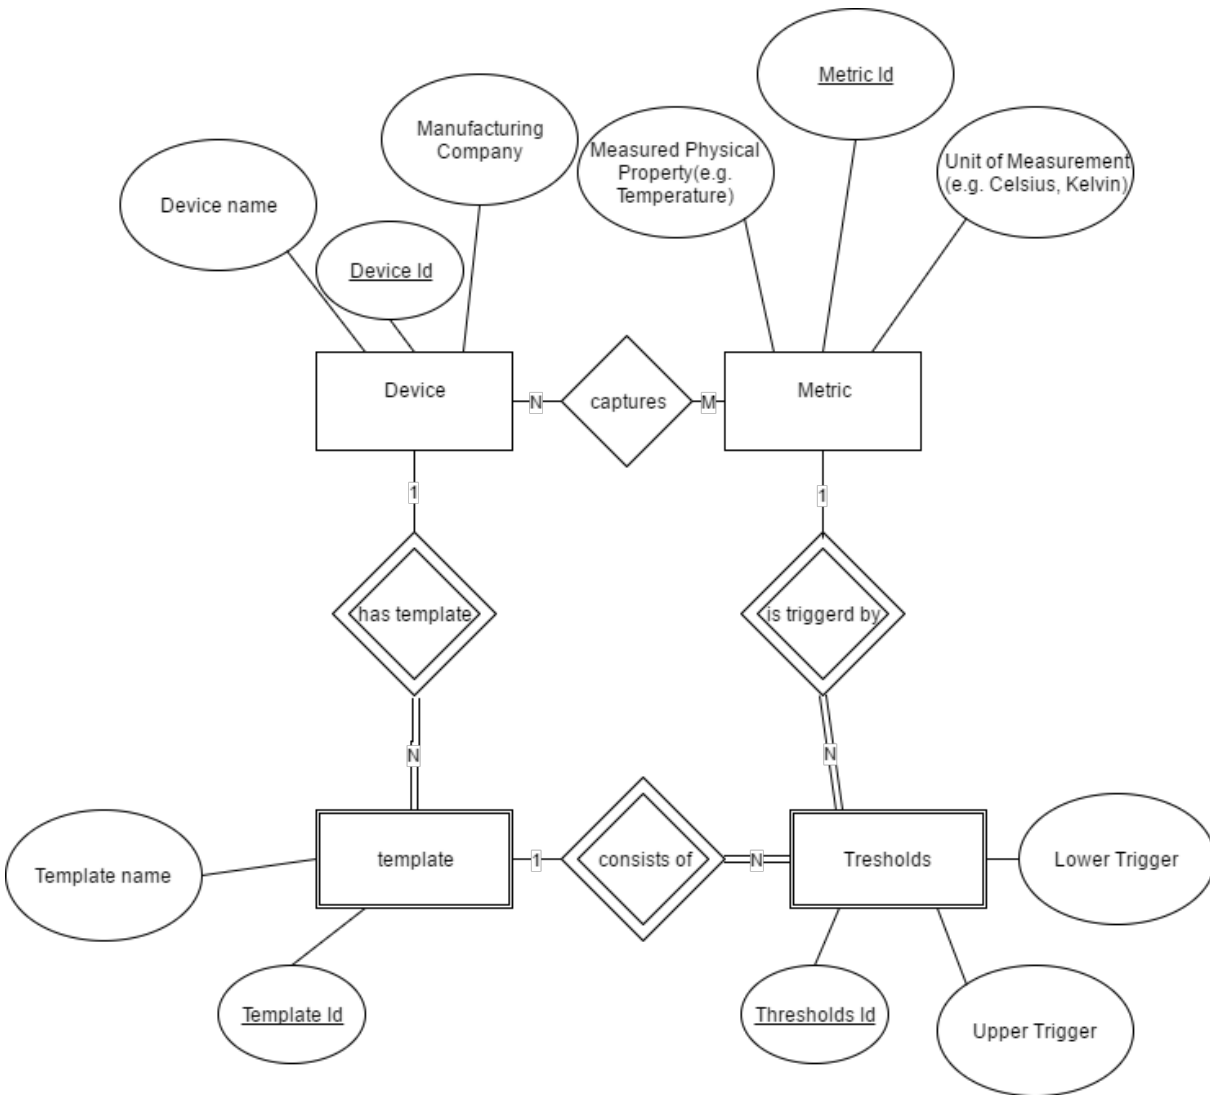 Metric Id
Manufacturing
Company
Measured Physical
Property(e.g.
Temperature)
Unit of Measurement
(e.g. Celsius, Kelvin)
Device name
Device Id
Device
N
captures
M
Metric
1
1
has template
is triggerd by
N
N
template
1
consists of
N
Tresholds
Lower Trigger
Template name
Template Id
Thresholds Id
Upper Trigger